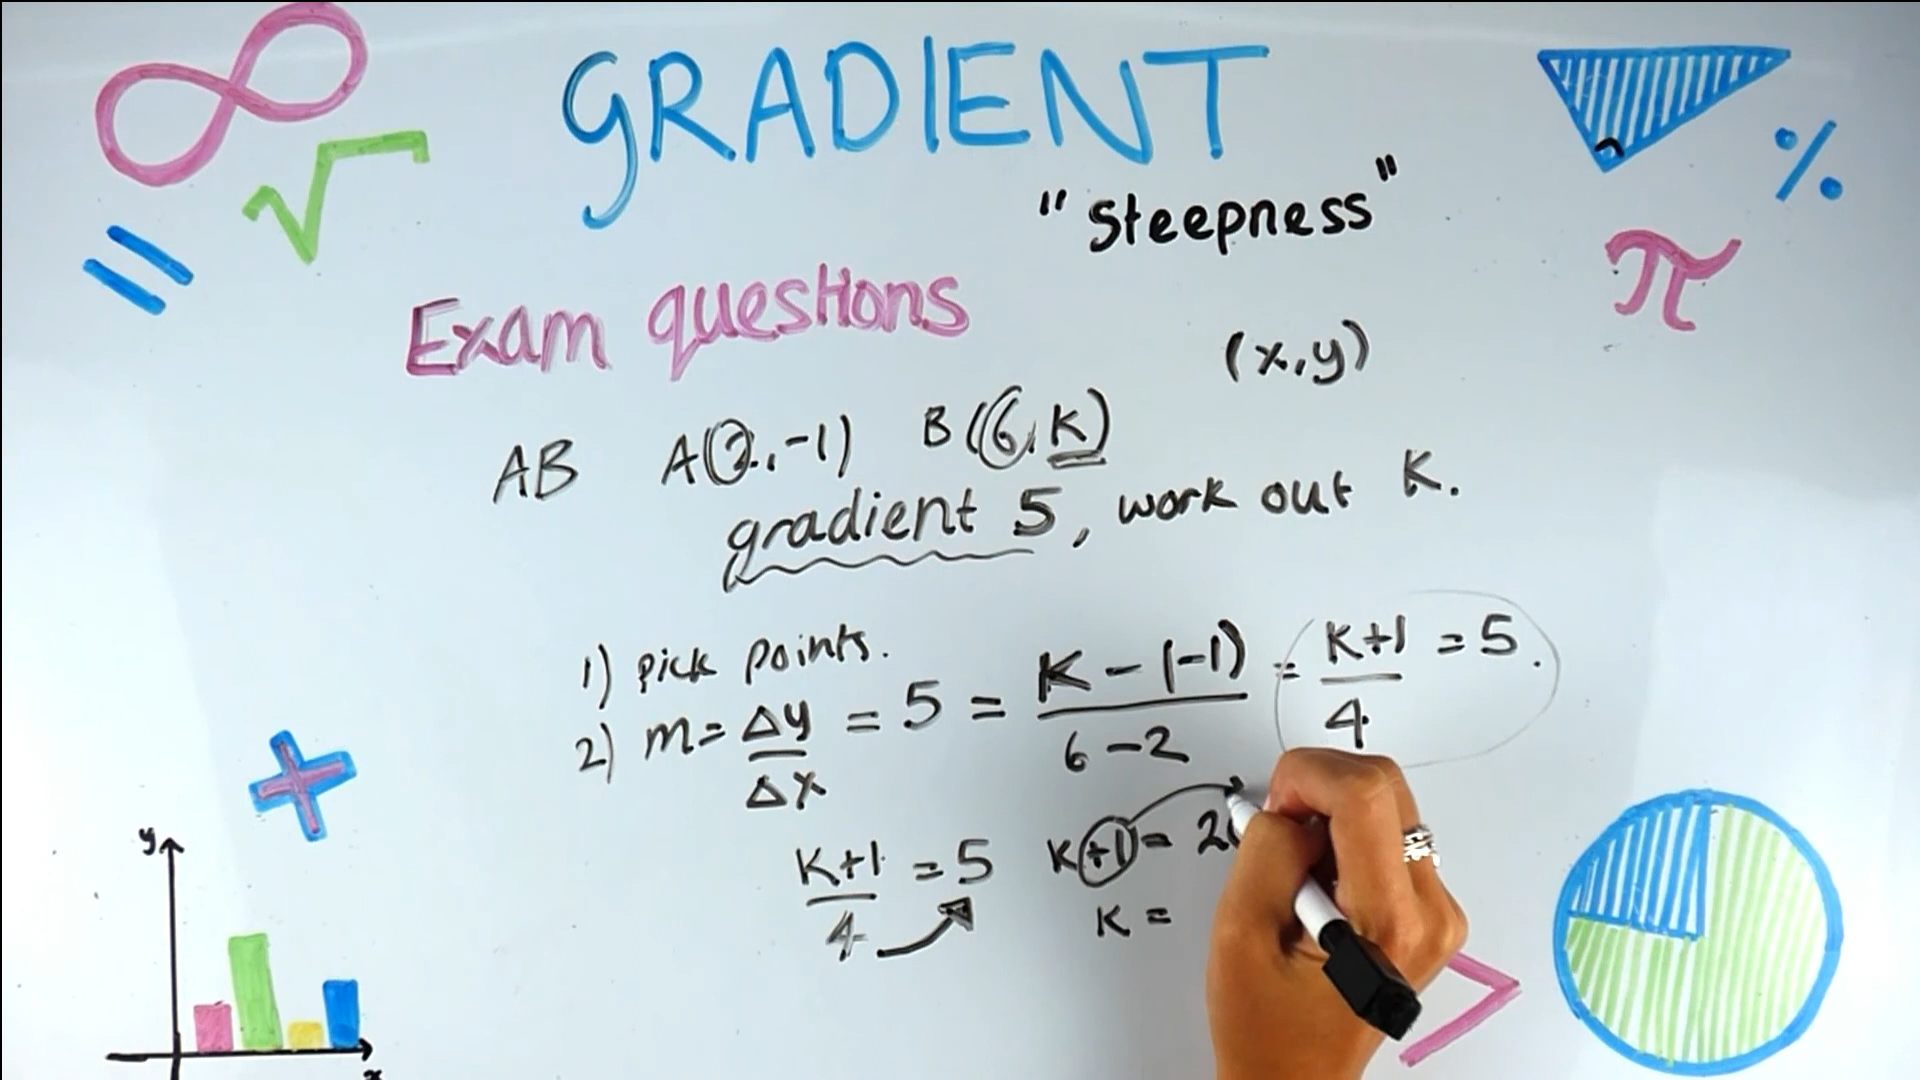 GRADIENT
"Steepness"
Exam questions
(x,y)
AB A(2,-1) B(6,K)
gradient 5, work out K.
1) Pick points.
2) m = Δy/Δx = 5 = K-(-1)/6-2 = K+1/4 = 5.
K+1/4 = 5 K+1 = 20
K =
y
x
√
=
%
π
+
∞
>